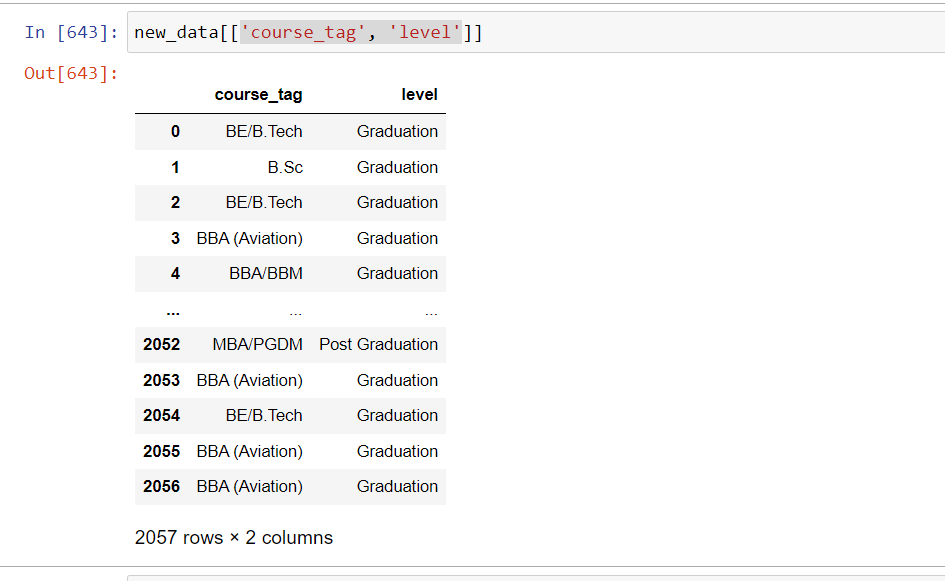 In [643]: new_data[['course_tag', 'level']]
Out[643]:
course_tag level
0 BE/B.Tech Graduation
1 B.Sc Graduation
2 BE/B.Tech Graduation
3 BBA (Aviation) Graduation
4 BBA/BBM Graduation
... ... ...
2052 MBA/PGDM Post Graduation
2053 BBA (Aviation) Graduation
2054 BE/B.Tech Graduation
2055 BBA (Aviation) Graduation
2056 BBA (Aviation) Graduation
2057 rows × 2 columns